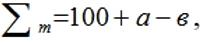 ∑ m=100 + a − в ,